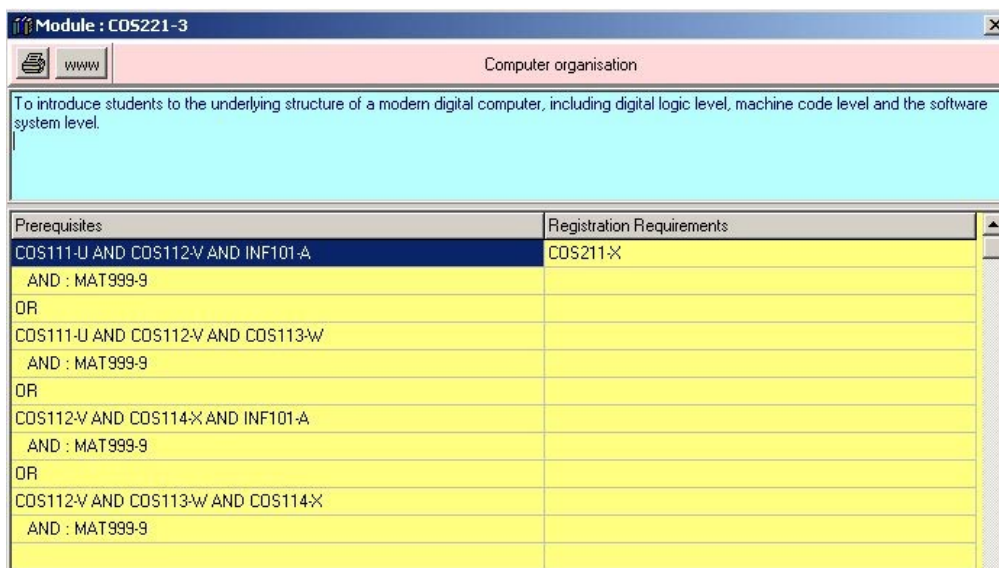 Module : COS221-3
www
Computer organisation
To introduce students to the underlying structure of a modern digital computer, including digital logic level, machine code level and the software
system level.
Prerequisites Registration Requirements
COS111-U AND COS112-V AND INF101-A COS211-X
AND : MAT999-9
OR
COS111-U AND COS112-V AND COS113-W
AND : MAT999-9
OR
COS112-V AND COS114-X AND INF101-A
AND : MAT999-9
OR
COS112-V AND COS113-W AND COS114-X
AND : MAT999-9